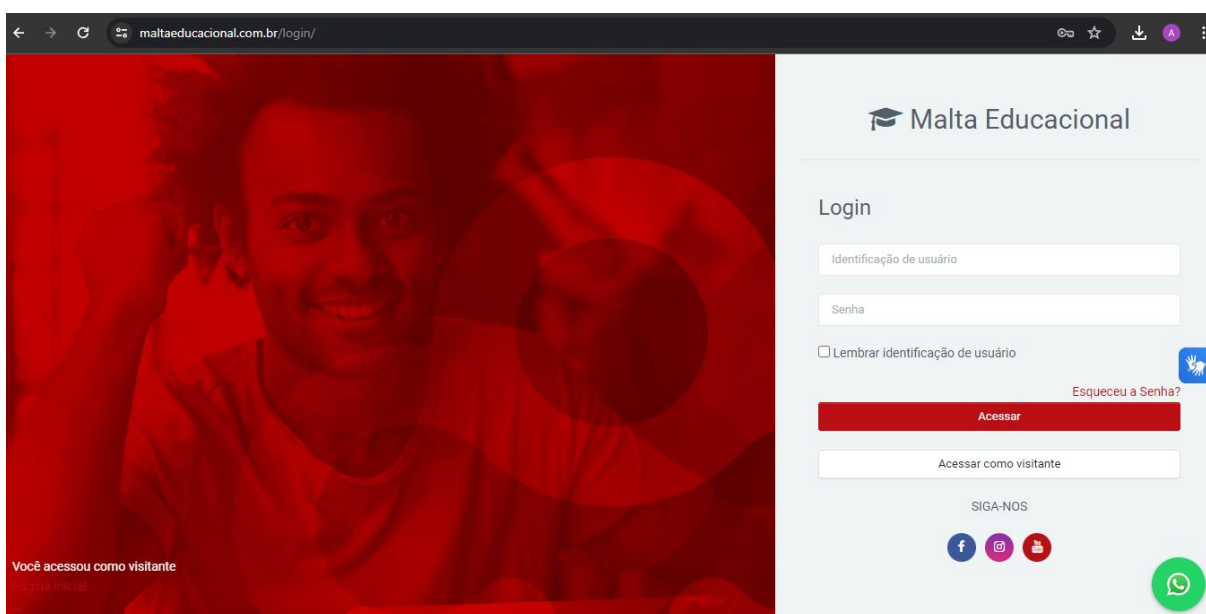 maltaeducacional.com.br/login/
A
Malta Educacional
Login
Identificação de usuário
Senha
Lembrar identificação de usuário
Esqueceu a Senha?
Acessar
Acessar como visitante
SIGA-NOS
Você acessou como visitante
Página inicial